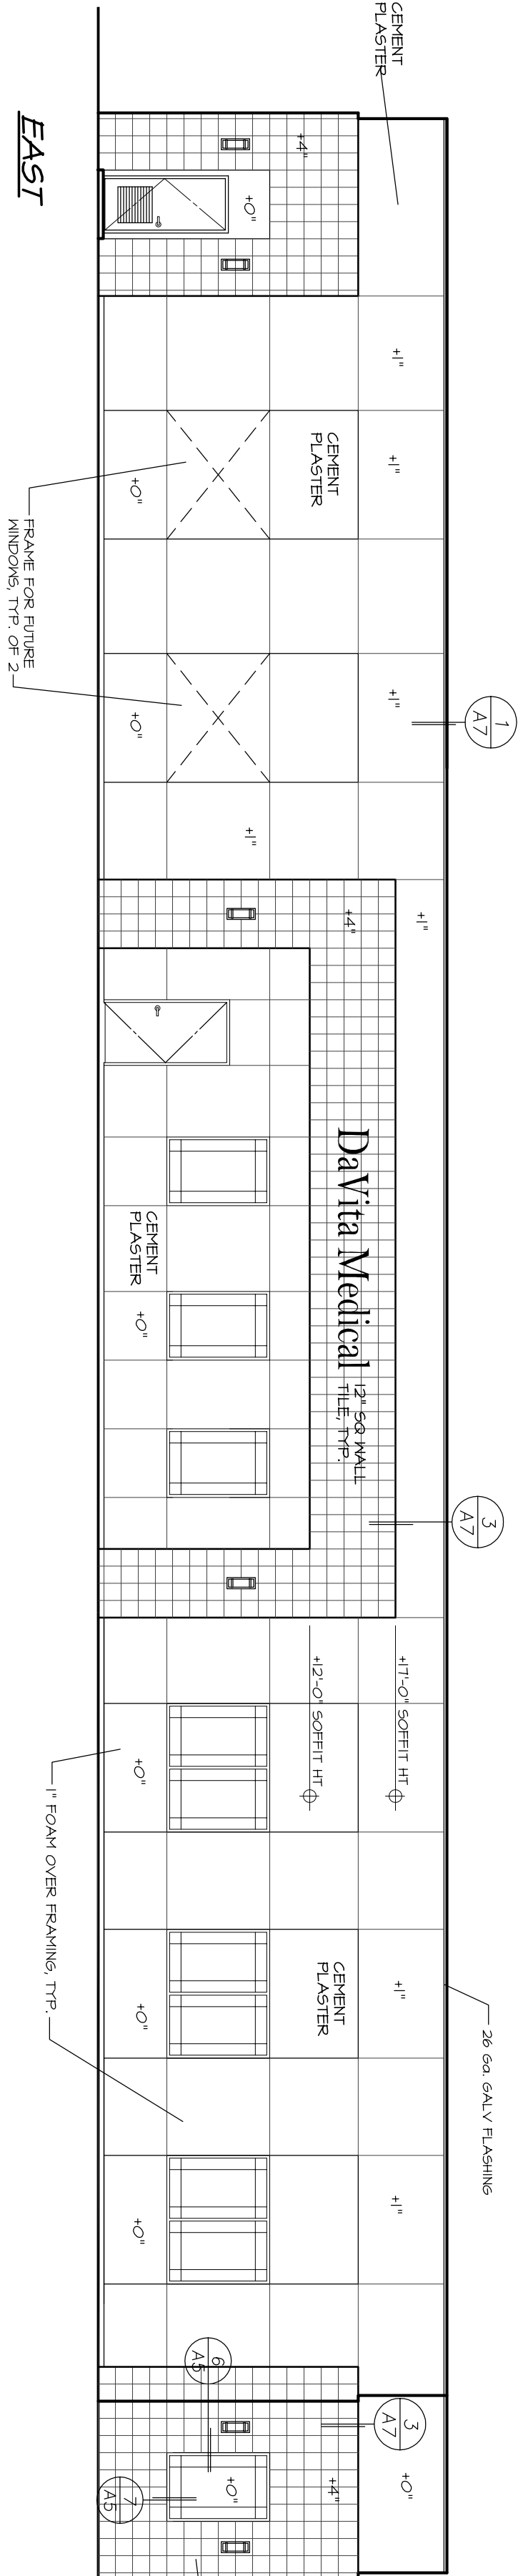 CEMENT
PLASTER
+4"
+0"
EAST
+1"
+1"
CEMENT
PLASTER
+0"
FRAME FOR FUTURE
WINDOWS, TYP. OF 2
+1"
+0"
1
A7
+1"
+1"
+4"
DaVita Medical
12" SQ WALL
TILE, TYP.
CEMENT
PLASTER
+0"
3
A7
+17'-0" SOFFIT HT
+12'-0" SOFFIT HT
+0"
1" FOAM OVER FRAMING, TYP.
CEMENT
PLASTER
+1"
+0"
26 Ga. GALV FLASHING
+1"
+0"
6
A5
3
A7
+0"
+4"
+0"
7
A5